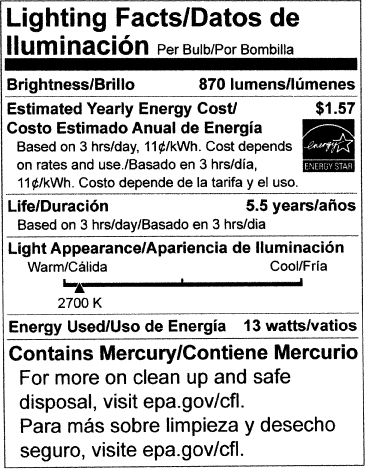 Lighting Facts/Datos de
Iluminación Per Bulb/Por Bombilla
Brightness/Brillo 870 lumens/lúmenes
Estimated Yearly Energy Cost/ $1.57
Costo Estimado Anual de Energía
Based on 3 hrs/day, 11¢/kWh. Cost depends
on rates and use./Basado en 3 hrs/día,
11¢/kWh. Costo depende de la tarifa y el uso.
energy
ENERGY STAR
Life/Duración 5.5 years/años
Based on 3 hrs/day/Basado en 3 hrs/dia
Light Appearance/Apariencia de Iluminación
Warm/Cálida Cool/Fría
2700 K
Energy Used/Uso de Energía 13 watts/vatios
Contains Mercury/Contiene Mercurio
For more on clean up and safe
disposal, visit epa.gov/cfl.
Para más sobre limpieza y desecho
seguro, visite epa.gov/cfl.